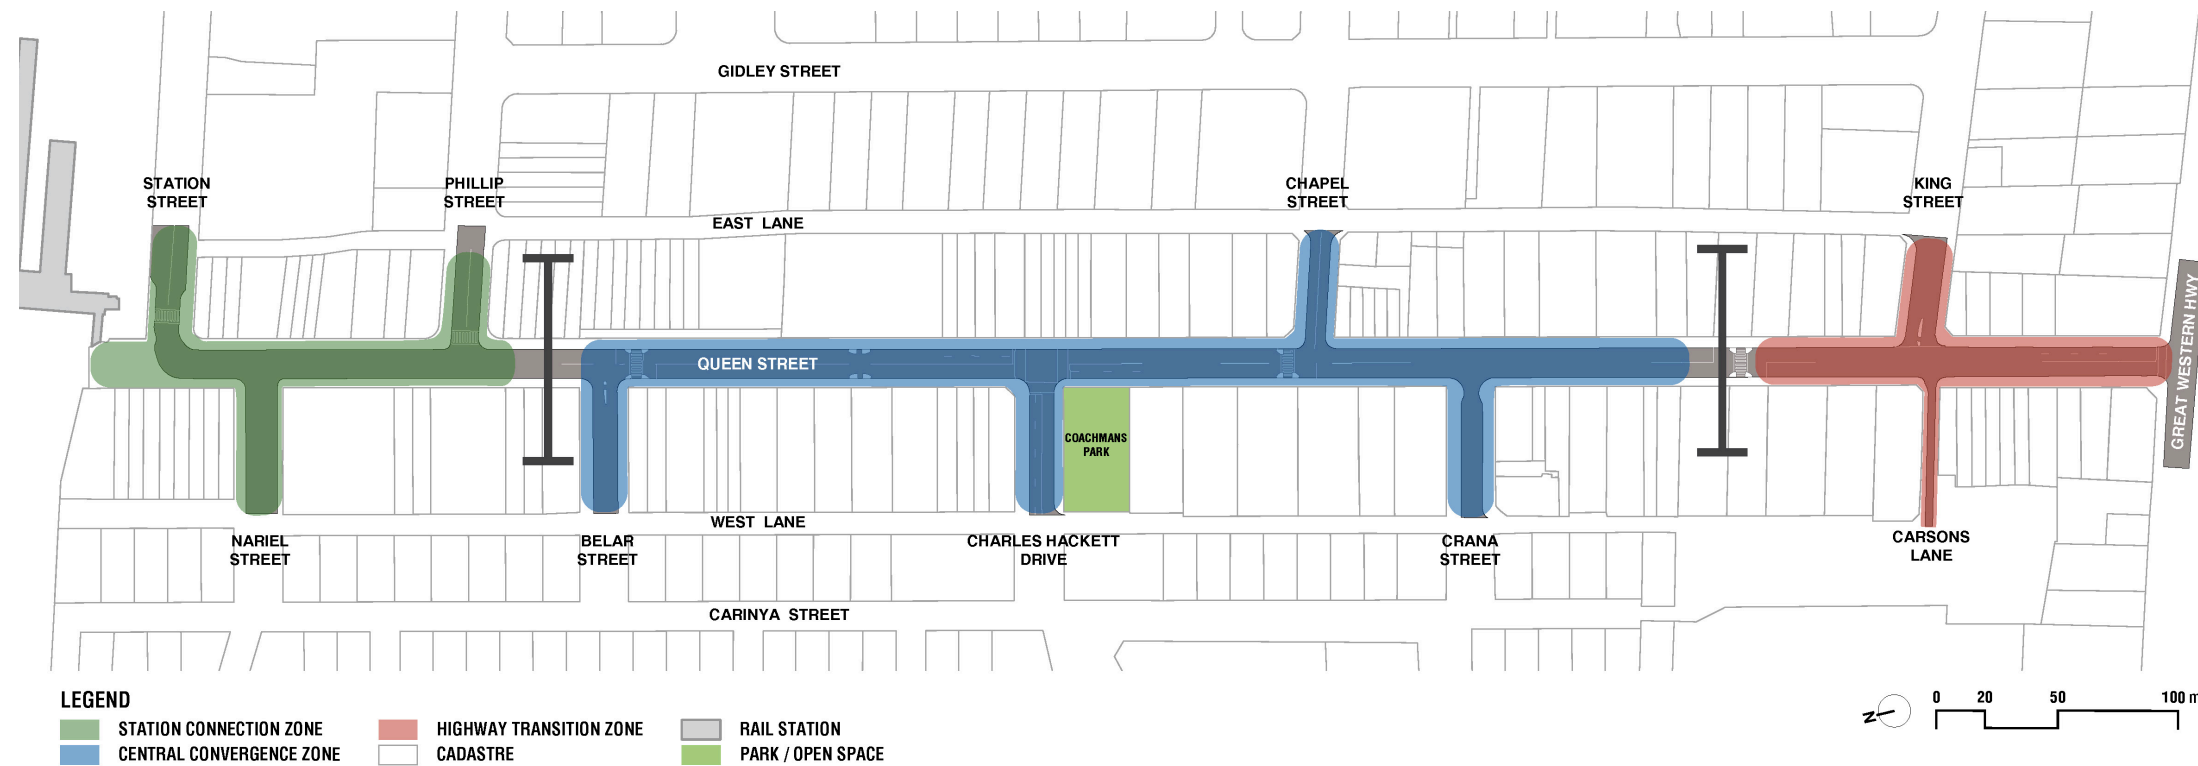 GIDLEY STREET
STATION
STREET
PHILLIP
STREET
CHAPEL
STREET
KING
STREET
EAST LANE
QUEEN STREET
GREAT WESTERN HWY
COACHMANS
PARK
WEST LANE
NARIEL
STREET
BELAR
STREET
CHARLES HACKETT
DRIVE
CRANA
STREET
CARSONS
LANE
CARINYA STREET
LEGEND
STATION CONNECTION ZONE
HIGHWAY TRANSITION ZONE
RAIL STATION
CENTRAL CONVERGENCE ZONE
CADASTRE
PARK / OPEN SPACE
N
0 20 50 100 m